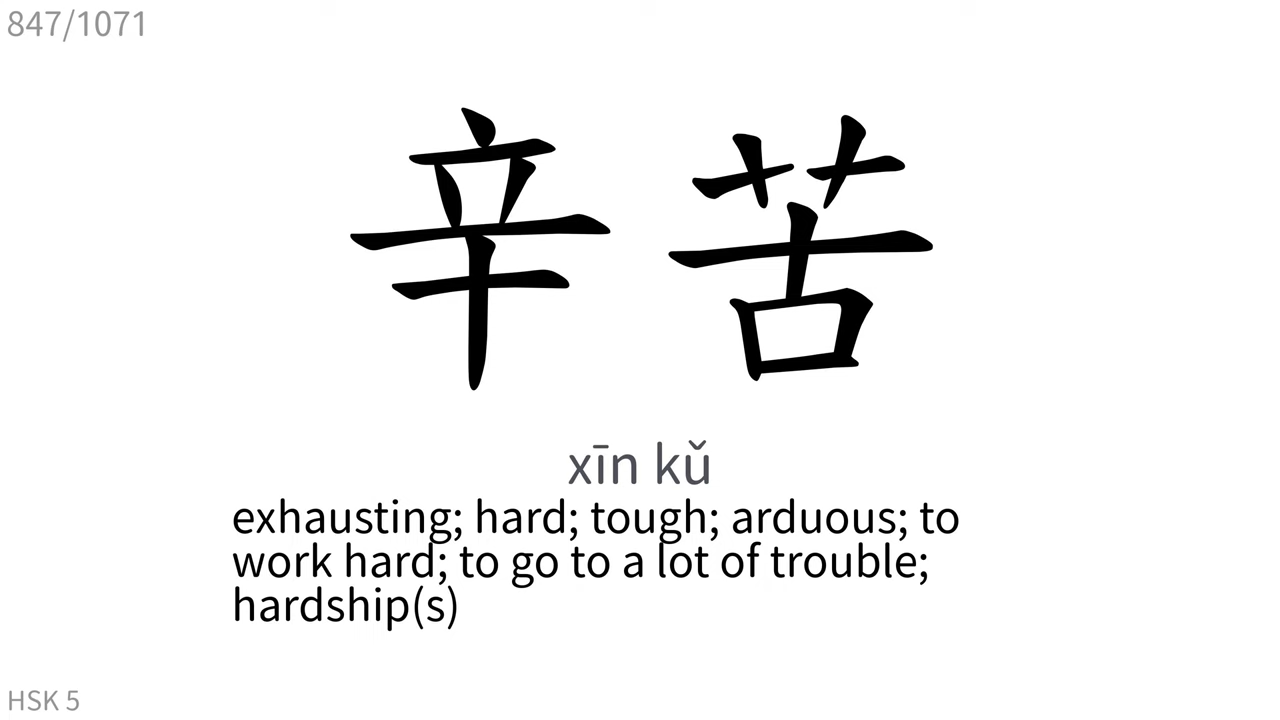 847/1071
辛苦
xīn kǔ
exhausting; hard; tough; arduous; to
work hard; to go to a lot of trouble;
hardship(s)
HSK 5